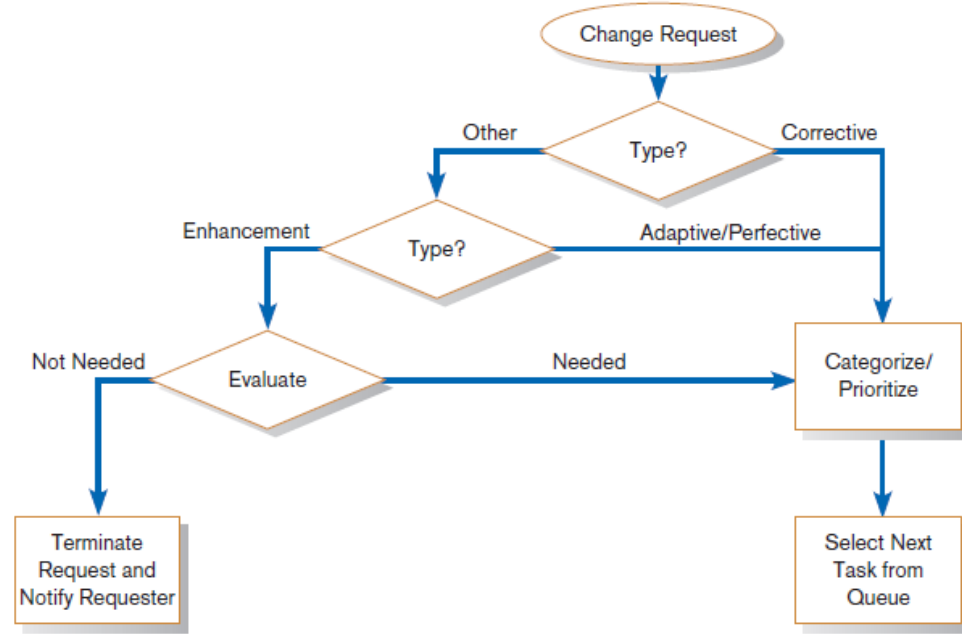 Change Request
Other
Corrective
Type?
Enhancement
Adaptive/Perfective
Type?
Not Needed
Needed
Evaluate
Categorize/
Prioritize
Terminate
Request and
Notify Requester
Select Next
Task from
Queue